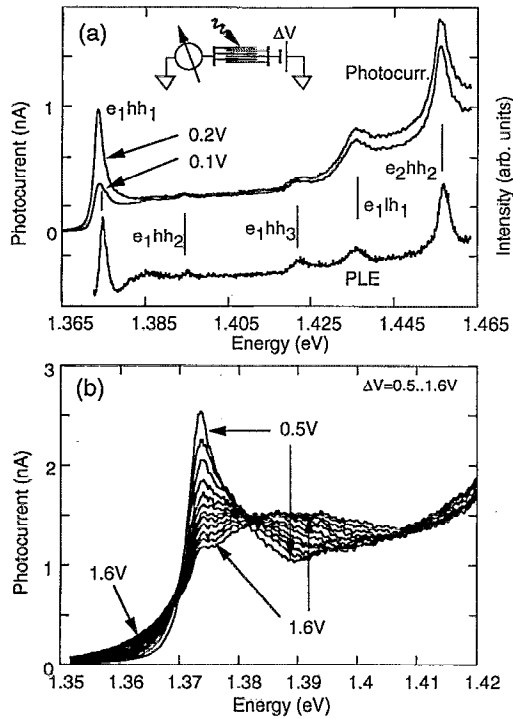 (a)
ΔV
Photocurr.
e1hh1
0.2V
0.1V
e2hh2
e1hh2
e1hh3
e1lh1
PLE
1
0
Photocurrent (nA)
Intensity (arb. units)
1.365 1.385 1.405 1.425 1.445 1.465
Energy (eV)
(b)
ΔV=0.5..1.6V
0.5V
1.6V
1.6V
3
2
1
0
Photocurrent (nA)
1.35 1.36 1.37 1.38 1.39 1.4 1.41 1.42
Energy (eV)